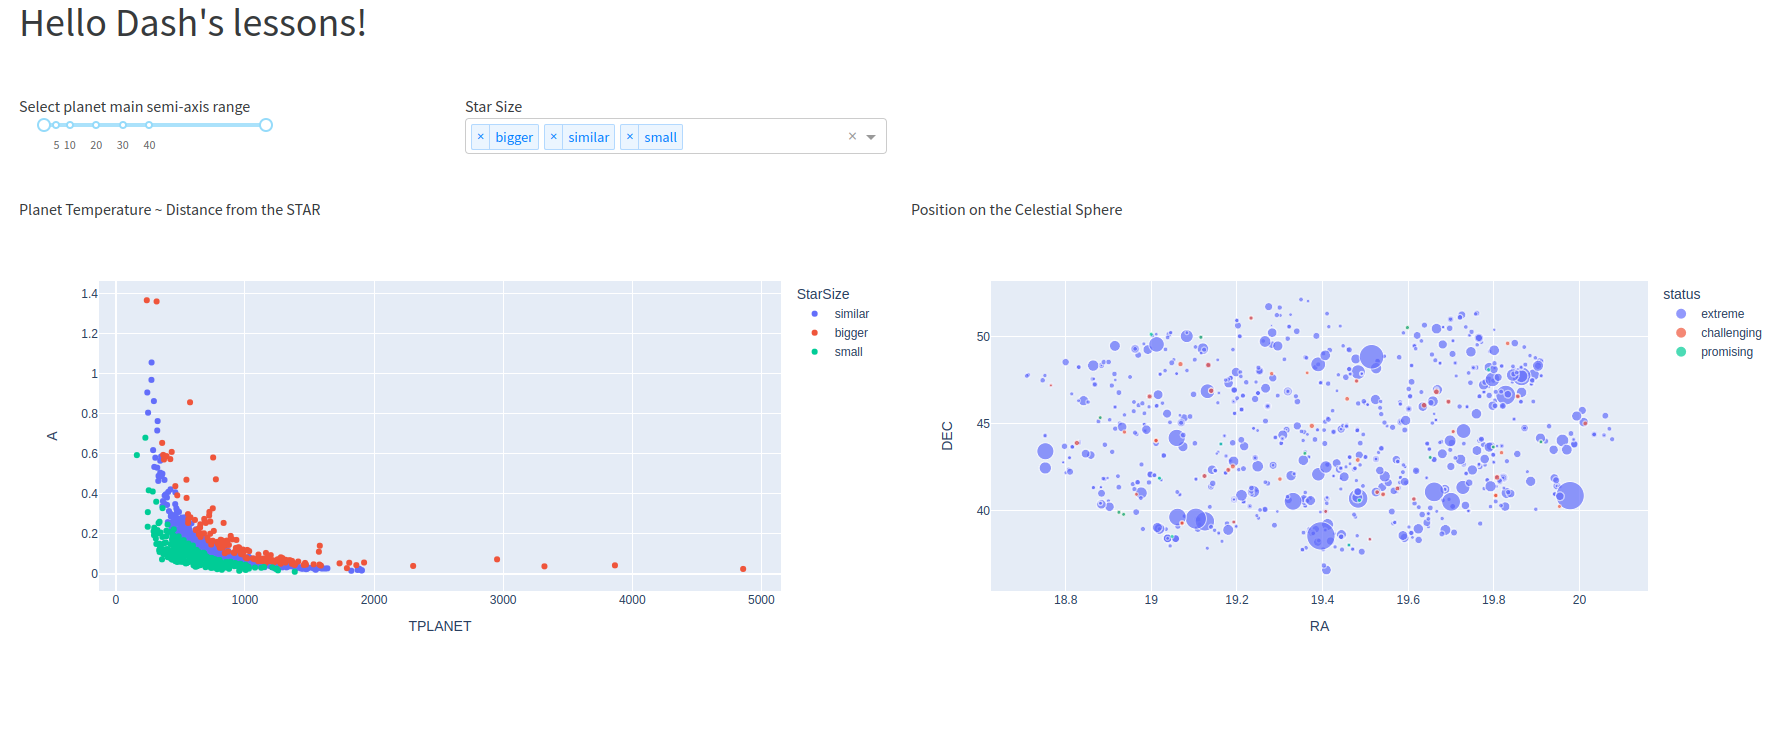 Hello Dash's lessons!
Select planet main semi-axis range
5 10 20 30 40
Star Size
× bigger × similar × small ×
Planet Temperature ~ Distance from the STAR
1.4
1.2
1
0.8
0.6
0.4
0.2
0
A
0 1000 2000 3000 4000 5000
TPLANET
StarSize
similar
bigger
small
Position on the Celestial Sphere
50
45
40
DEC
18.8 19 19.2 19.4 19.6 19.8 20
RA
status
extreme
challenging
promising